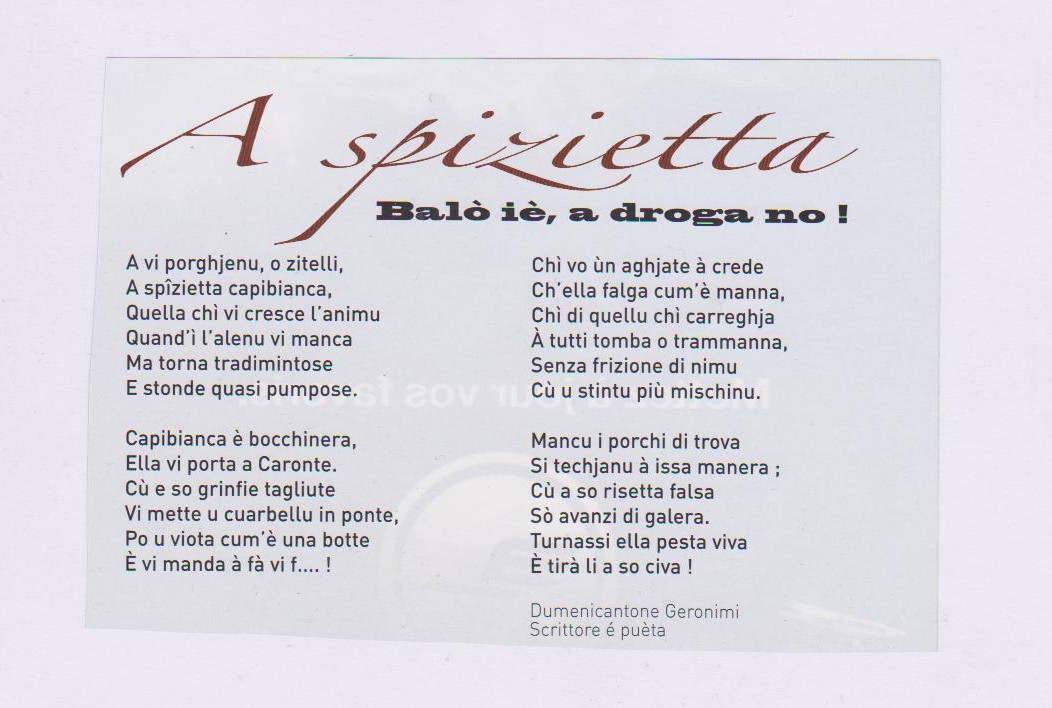 A spizietta
Balò iè, a droga no !
A vi porghjenu, o zitelli,
A spîzietta capibianca,
Quella chì vi cresce l'animu
Quand'ì l'alenu vi manca
Ma torna tradimintose
E stonde quasi pumpose.
Capibianca è bocchinera,
Ella vi porta a Caronte.
Cù e so grinfie tagliute
Vi mette u cuarbellu in ponte,
Po u viota cum'è una botte
È vi manda à fà vi f.... !
Chì vo ùn aghjate à crede
Ch'ella falga cum'è manna,
Chì di quellu chì carreghja
À tutti tomba o trammanna,
Senza frizione di nimu
Cù u stintu più mischinu.
Mancu i porchi di trova
Si techjanu à issa manera ;
Cù a so risetta falsa
Sò avanzi di galera.
Turnassi ella pesta viva
È tirà li a so civa !
Dumenicantone Geronimi
Scrittore é puèta